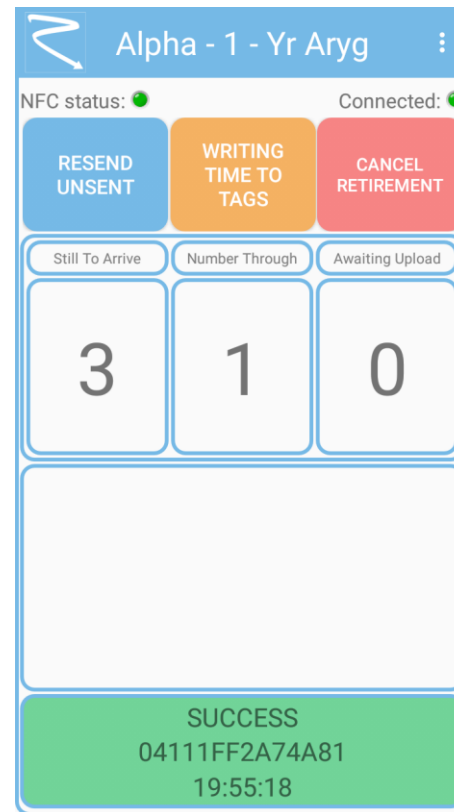 Alpha - 1 - Yr Aryg
NFC status:
Connected:
RESEND
UNSENT
WRITING
TIME TO
TAGS
CANCEL
RETIREMENT
Still To Arrive
Number Through
Awaiting Upload
3
1
0
SUCCESS
04111FF2A74A81
19:55:18